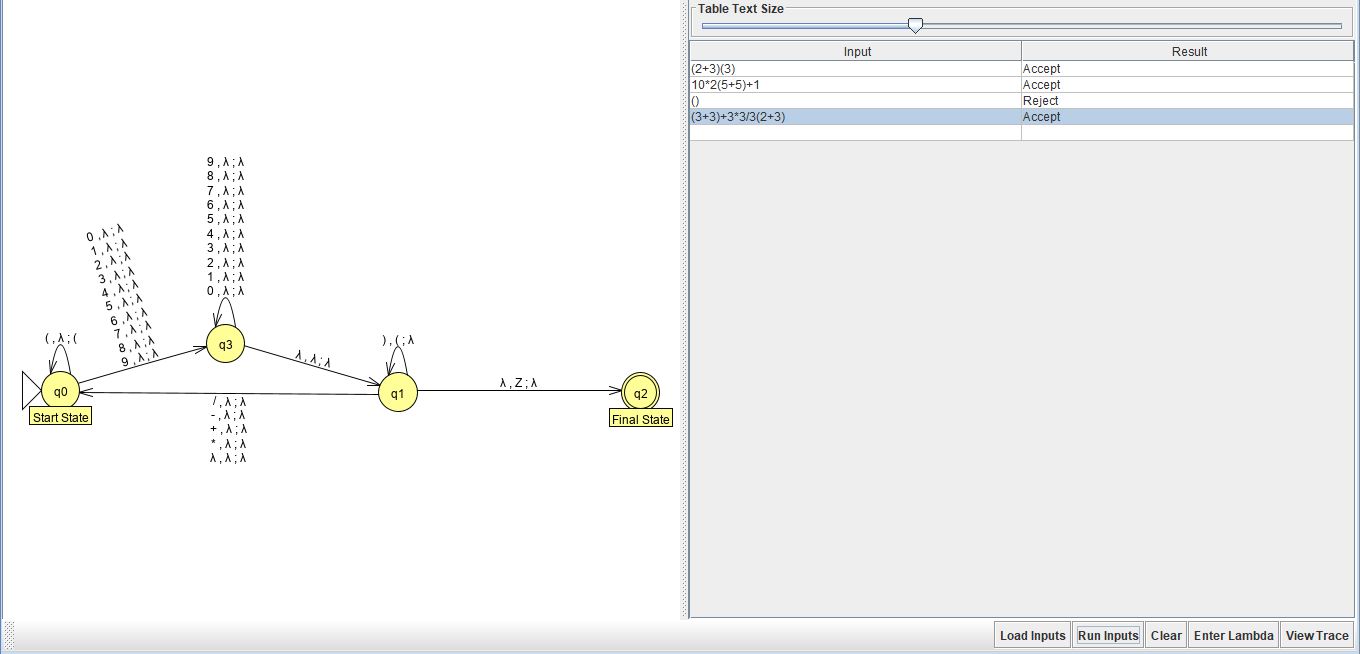 Table Text Size
Input Result
(2+3)(3) Accept
10*2(5+5)+1 Accept
() Reject
(3+3)+3*3/3(2+3) Accept
9 , λ ; λ
8 , λ ; λ
7 , λ ; λ
6 , λ ; λ
5 , λ ; λ
4 , λ ; λ
3 , λ ; λ
2 , λ ; λ
1 , λ ; λ
0 , λ ; λ
0 , λ ; λ
1 , λ ; λ
2 , λ ; λ
3 , λ ; λ
4 , λ ; λ
5 , λ ; λ
6 , λ ; λ
7 , λ ; λ
8 , λ ; λ
9 , λ ; λ
( , λ ; (
q3
λ , λ ; λ
) , ( ; λ
q0
Start State
q1
λ , Z ; λ
q2
Final State
/ , λ ; λ
- , λ ; λ
+ , λ ; λ
* , λ ; λ
λ , λ ; λ
Load Inputs Run Inputs Clear Enter Lambda View Trace